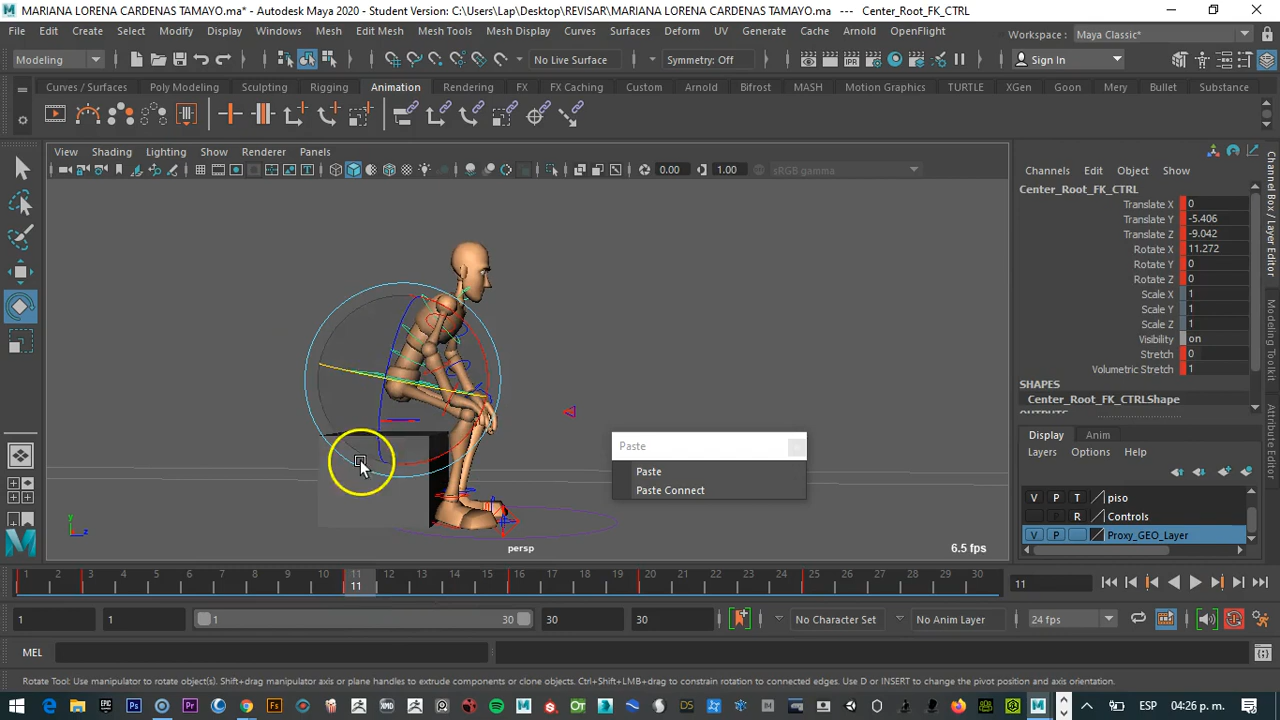 MARIANA LORENA CARDENAS TAMAYO.ma* - Autodesk Maya 2020 - Student Version: C:\Users\Lap\Desktop\REVISAR\MARIANA LORENA CARDENAS TAMAYO.ma --- Center_Root_FK_CTRL
File Edit Create Select Modify Display Windows Mesh Edit Mesh Mesh Tools Mesh Display Curves Surfaces Deform UV Generate Cache Arnold OpenFlight Workspace : Maya Classic*
Modeling No Live Surface Symmetry: Off Sign In
Curves / Surfaces Poly Modeling Sculpting Rigging Animation Rendering FX FX Caching Custom Arnold Bifrost MASH Motion Graphics TURTLE XGen Goon Mery Bullet Substance
View Shading Lighting Show Renderer Panels
0.00 1.00 sRGB gamma
Channels Edit Object Show
Center_Root_FK_CTRL
Translate X 0
Translate Y -5.406
Translate Z -9.042
Rotate X 11.272
Rotate Y 0
Rotate Z 0
Scale X 1
Scale Y 1
Scale Z 1
Visibility on
Stretch 0
Volumetric Stretch 1
SHAPES
Center_Root_FK_CTRLShape
Display Anim
Layers Options Help
V P T piso
R Controls
V P Proxy_GEO_Layer
Channel Box / Layer Editor
Modeling Toolkit
Attribute Editor
Paste
Paste
Paste Connect
y
z
persp
6.5 fps
1 2 3 4 5 6 7 8 9 10 11 12 13 14 15 16 17 18 19 20 21 22 23 24 25 26 27 28 29 30
11
11
1 1 1 30 30 30 No Character Set No Anim Layer 24 fps
MEL
Rotate Tool: Use manipulator to rotate object(s). Shift+drag manipulator axis or plane handles to extrude components or clone objects. Ctrl+Shift+LMB+drag to constrain rotation to connected edges. Use D or INSERT to change the pivot position and axis orientation.
ESP 04:26 p. m.